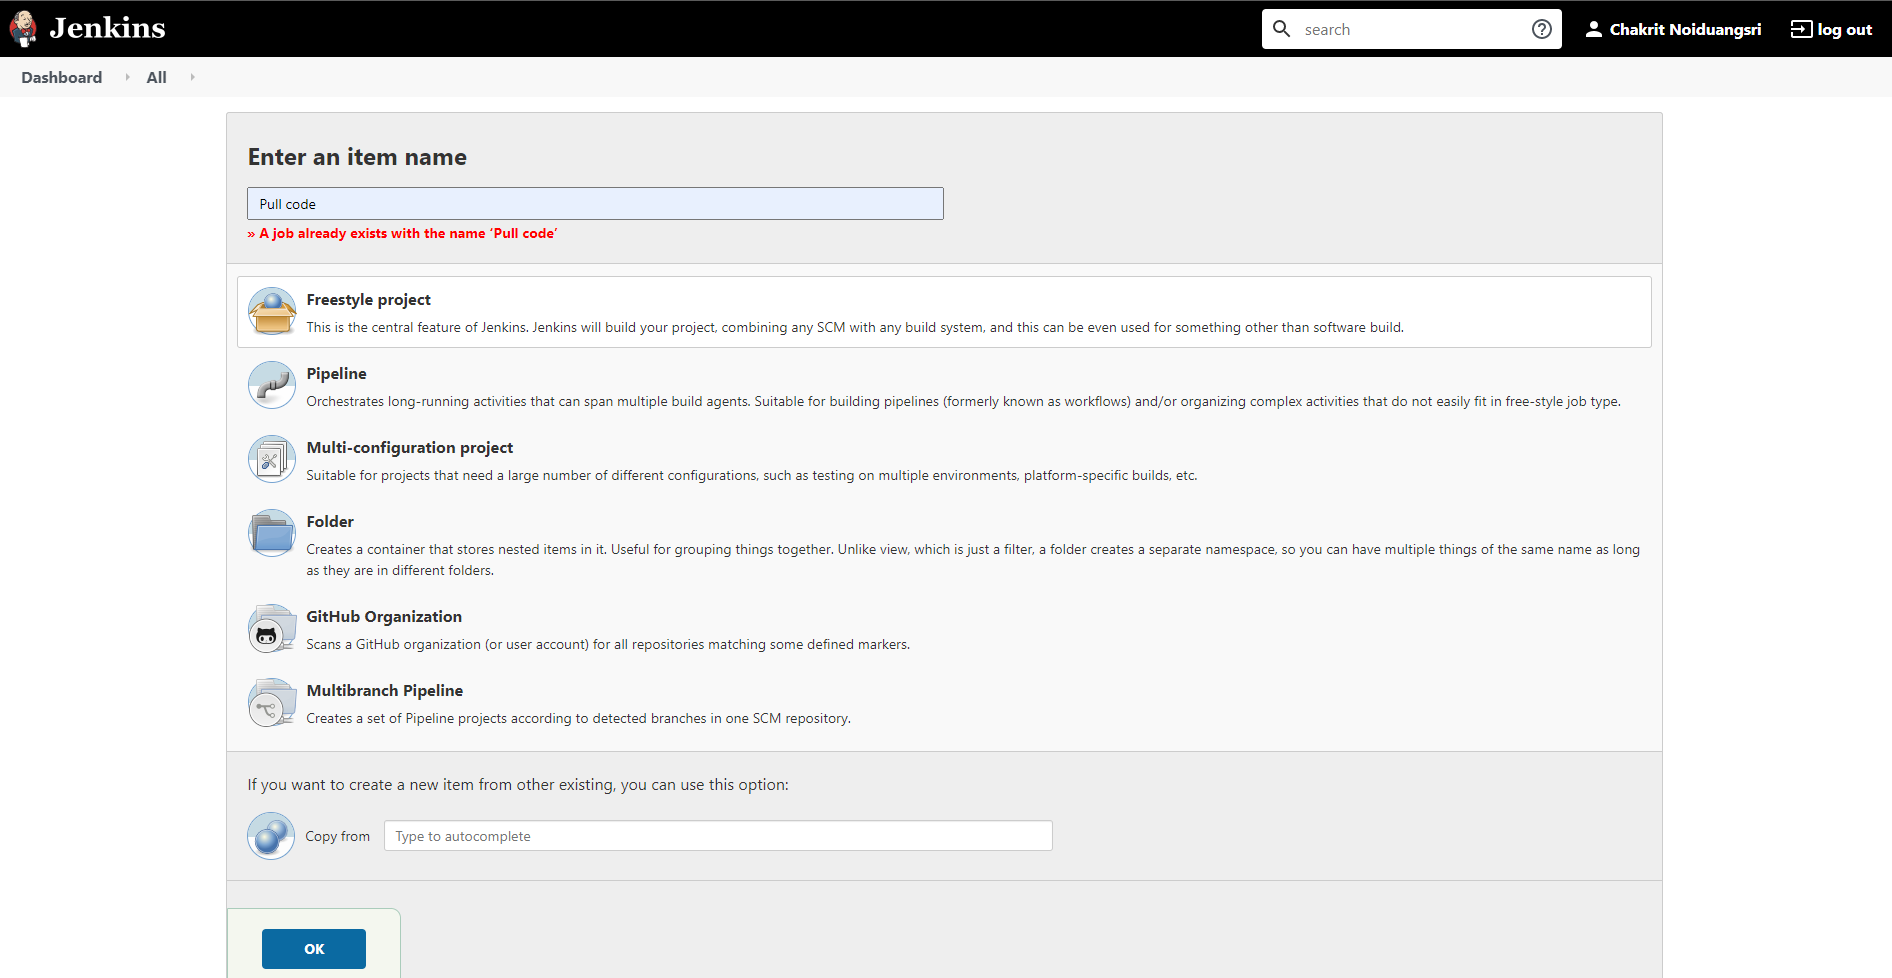 Jenkins
search
Chakrit Noiduangsri
log out
Dashboard
All
Enter an item name
Pull code
» A job already exists with the name ‘Pull code’
Freestyle project
This is the central feature of Jenkins. Jenkins will build your project, combining any SCM with any build system, and this can be even used for something other than software build.
Pipeline
Orchestrates long-running activities that can span multiple build agents. Suitable for building pipelines (formerly known as workflows) and/or organizing complex activities that do not easily fit in free-style job type.
Multi-configuration project
Suitable for projects that need a large number of different configurations, such as testing on multiple environments, platform-specific builds, etc.
Folder
Creates a container that stores nested items in it. Useful for grouping things together. Unlike view, which is just a filter, a folder creates a separate namespace, so you can have multiple things of the same name as long
as they are in different folders.
GitHub Organization
Scans a GitHub organization (or user account) for all repositories matching some defined markers.
Multibranch Pipeline
Creates a set of Pipeline projects according to detected branches in one SCM repository.
If you want to create a new item from other existing, you can use this option:
Copy from
Type to autocomplete
OK